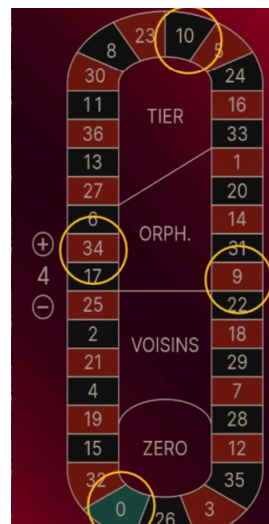 23 10 5
8 24
30 16
11 TIER 33
36 1
13 20
27 14
6 ORPH. 31
+ 34 9
4 17 22
− 25 18
2 VOISINS 29
21 7
4 28
19 ZERO 12
15 35
32 3
0 26